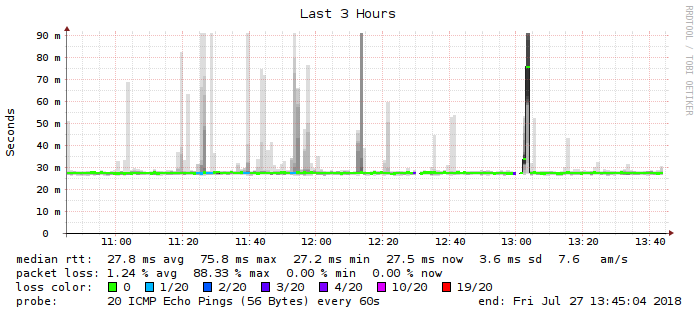 Last 3 Hours
RRDTOOL / TOBI OETIKER
Seconds
90 m
80 m
70 m
60 m
50 m
40 m
30 m
20 m
10 m
0
11:00 11:20 11:40 12:00 12:20 12:40 13:00 13:20 13:40
median rtt: 27.8 ms avg 75.8 ms max 27.2 ms min 27.5 ms now 3.6 ms sd 7.6 am/s
packet loss: 1.24 % avg 88.33 % max 0.00 % min 0.00 % now
loss color: 0 1/20 2/20 3/20 4/20 10/20 19/20
probe: 20 ICMP Echo Pings (56 Bytes) every 60s end: Fri Jul 27 13:45:04 2018